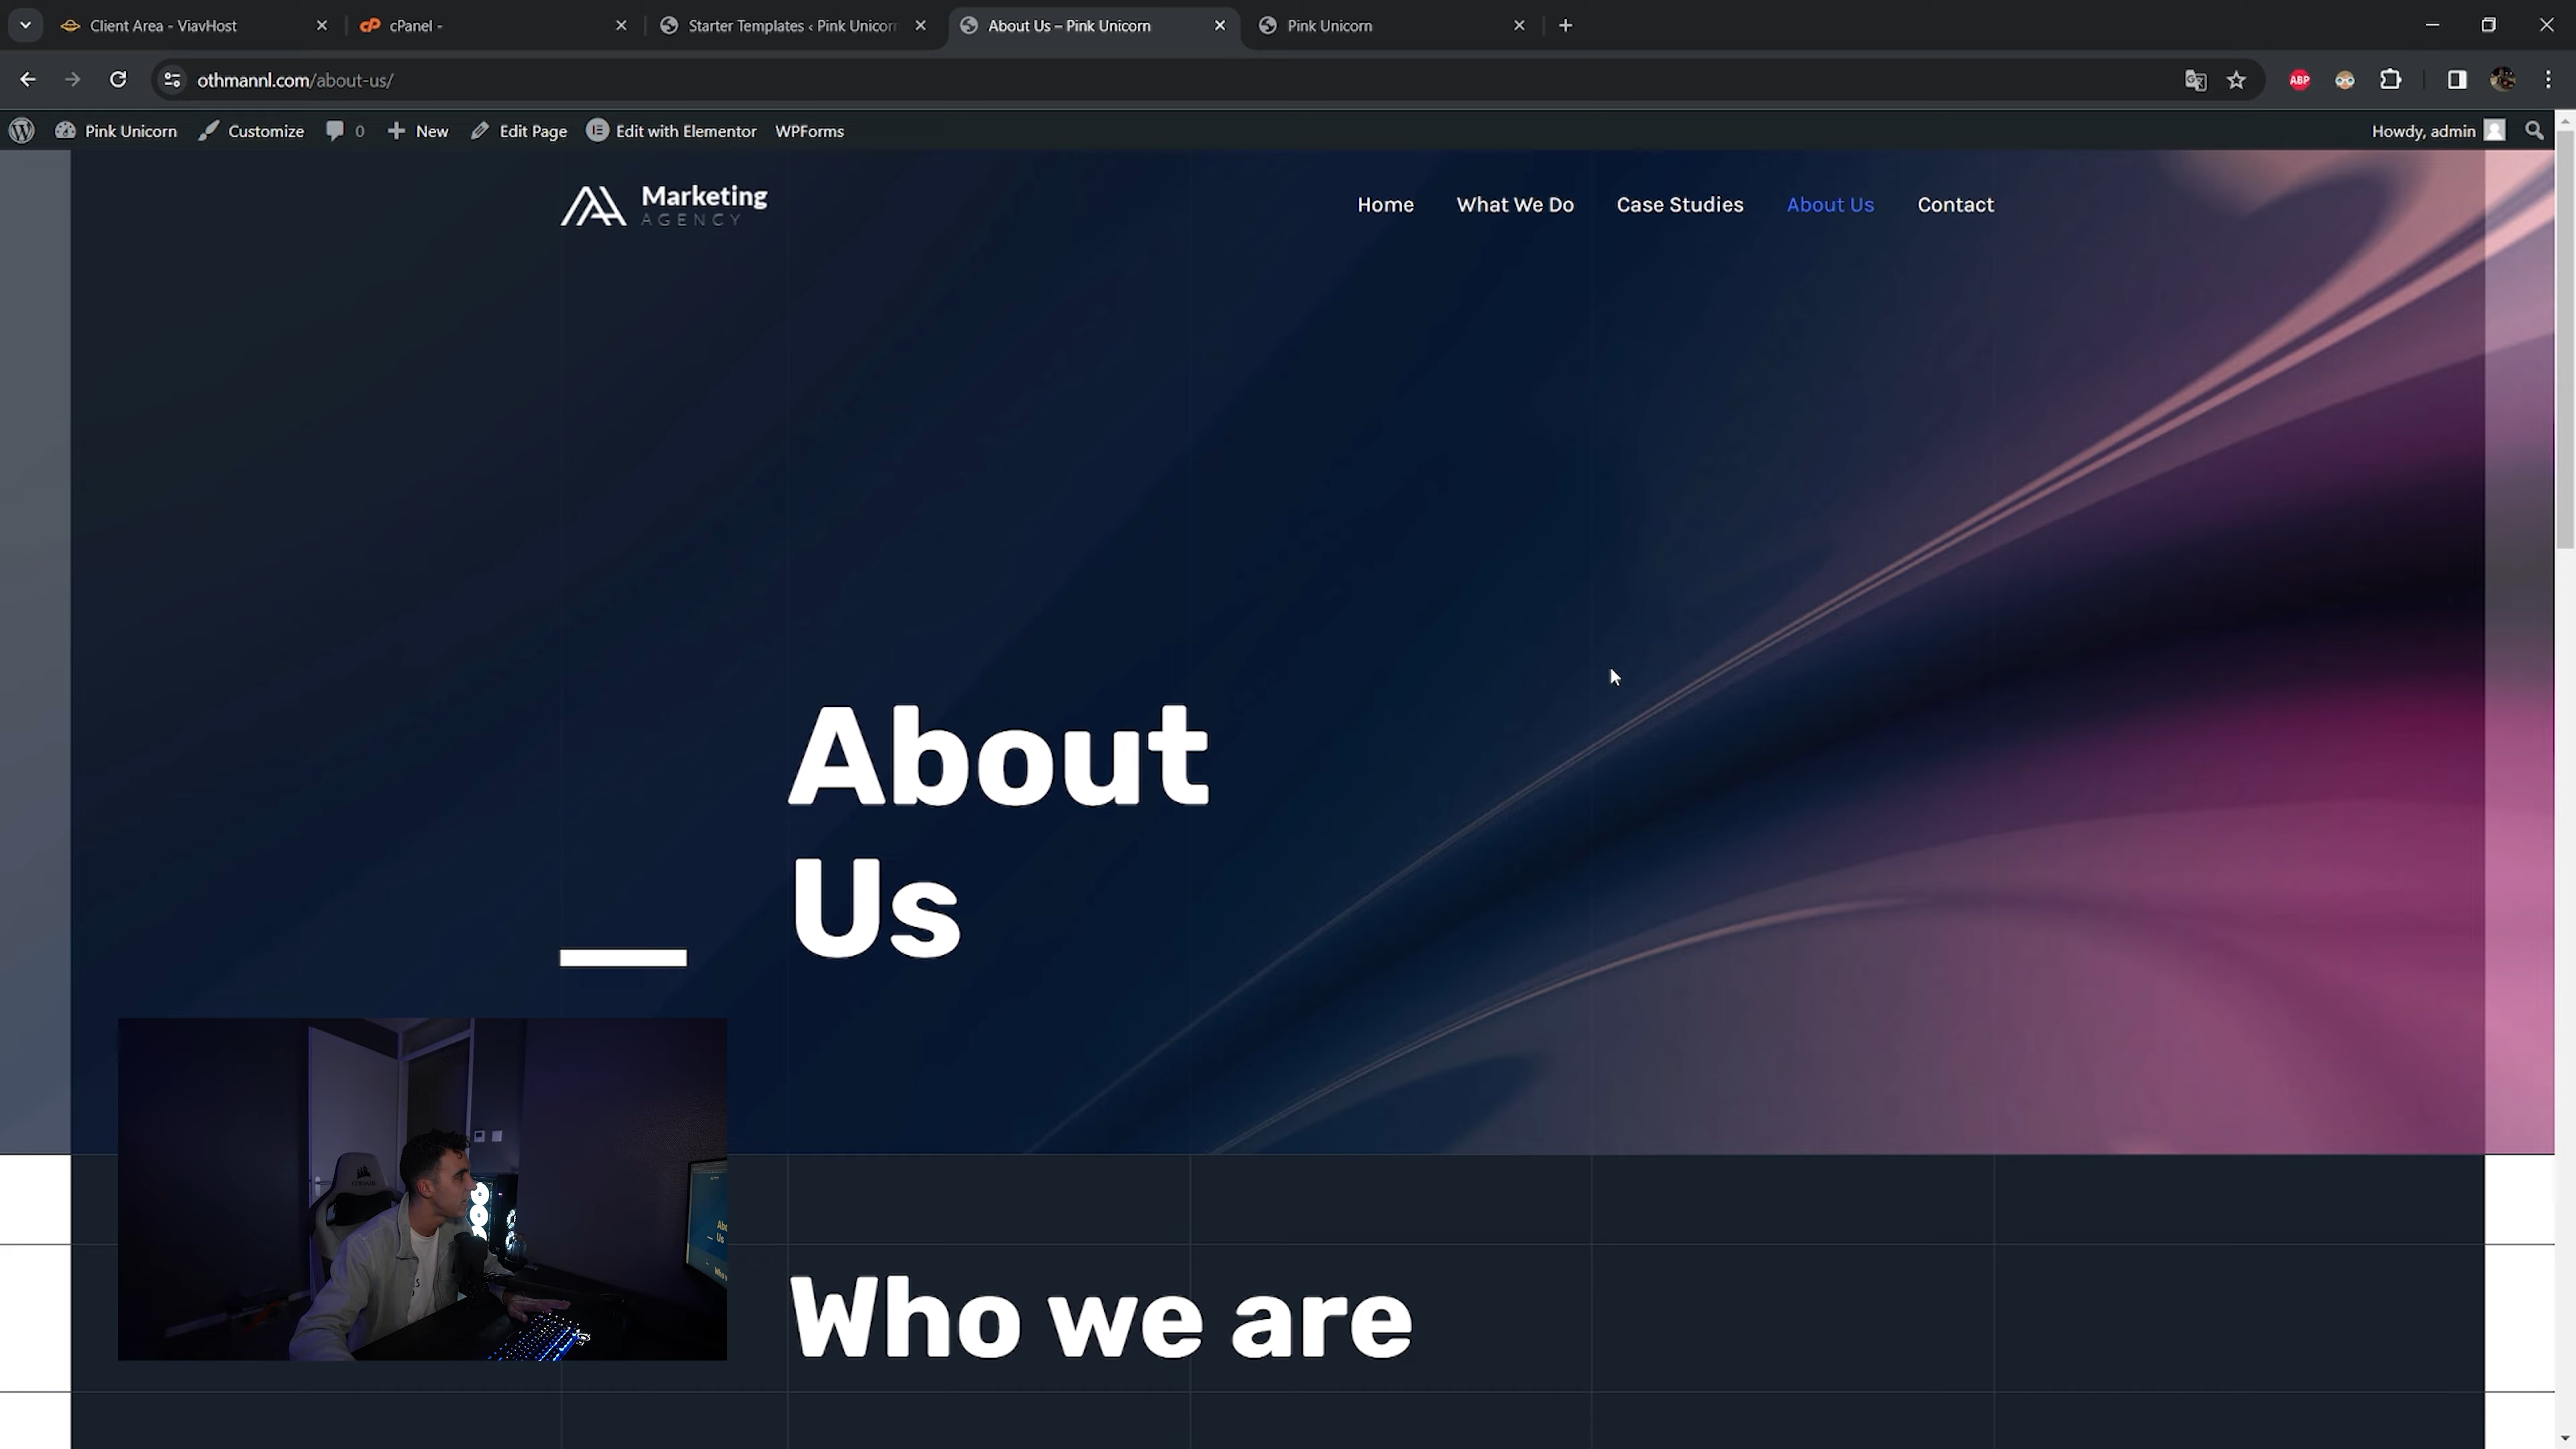 Client Area - ViavHost
cPanel -
Starter Templates ‹ Pink Unicorn
About Us – Pink Unicorn
Pink Unicorn
othmannl.com/about-us/
ABP
Pink Unicorn
Customize
0
New
Edit Page
Edit with Elementor
WPForms
Howdy, admin
Marketing
AGENCY
Home
What We Do
Case Studies
About Us
Contact
About
Us
Who we are